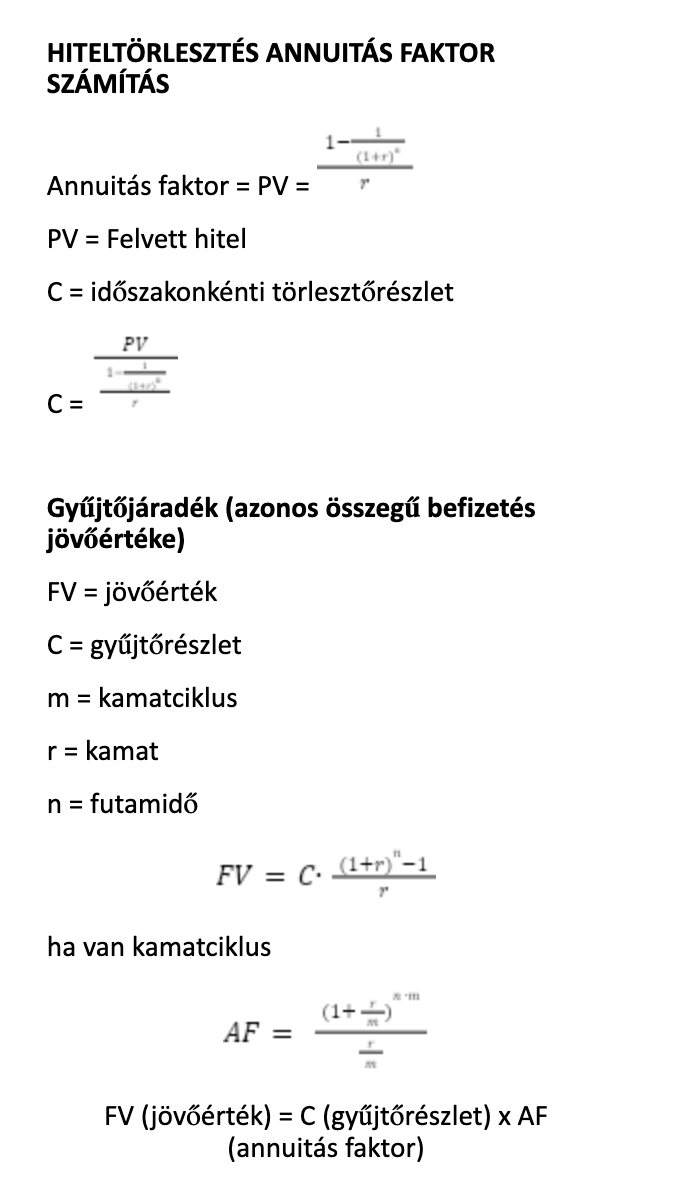 HITELTÖRLESZTÉS ANNUITÁS FAKTOR
SZÁMÍTÁS
Annuitás faktor = PV = \frac{1-\frac{1}{(1+r)^n}}{r}
PV = Felvett hitel
C = időszakonkénti törlesztőrészlet
C = \frac{PV}{\frac{1-\frac{1}{(1+r)^n}}{r}}
Gyűjtőjáradék (azonos összegű befizetés
jövőértéke)
FV = jövőérték
C = gyűjtőrészlet
m = kamatciklus
r = kamat
n = futamidő
FV = C· \frac{(1+r)^n-1}{r}
ha van kamatciklus
AF = \frac{(1+\frac{r}{m})^{n·m}}{\frac{r}{m}}
FV (jövőérték) = C (gyűjtőrészlet) x AF
(annuitás faktor)